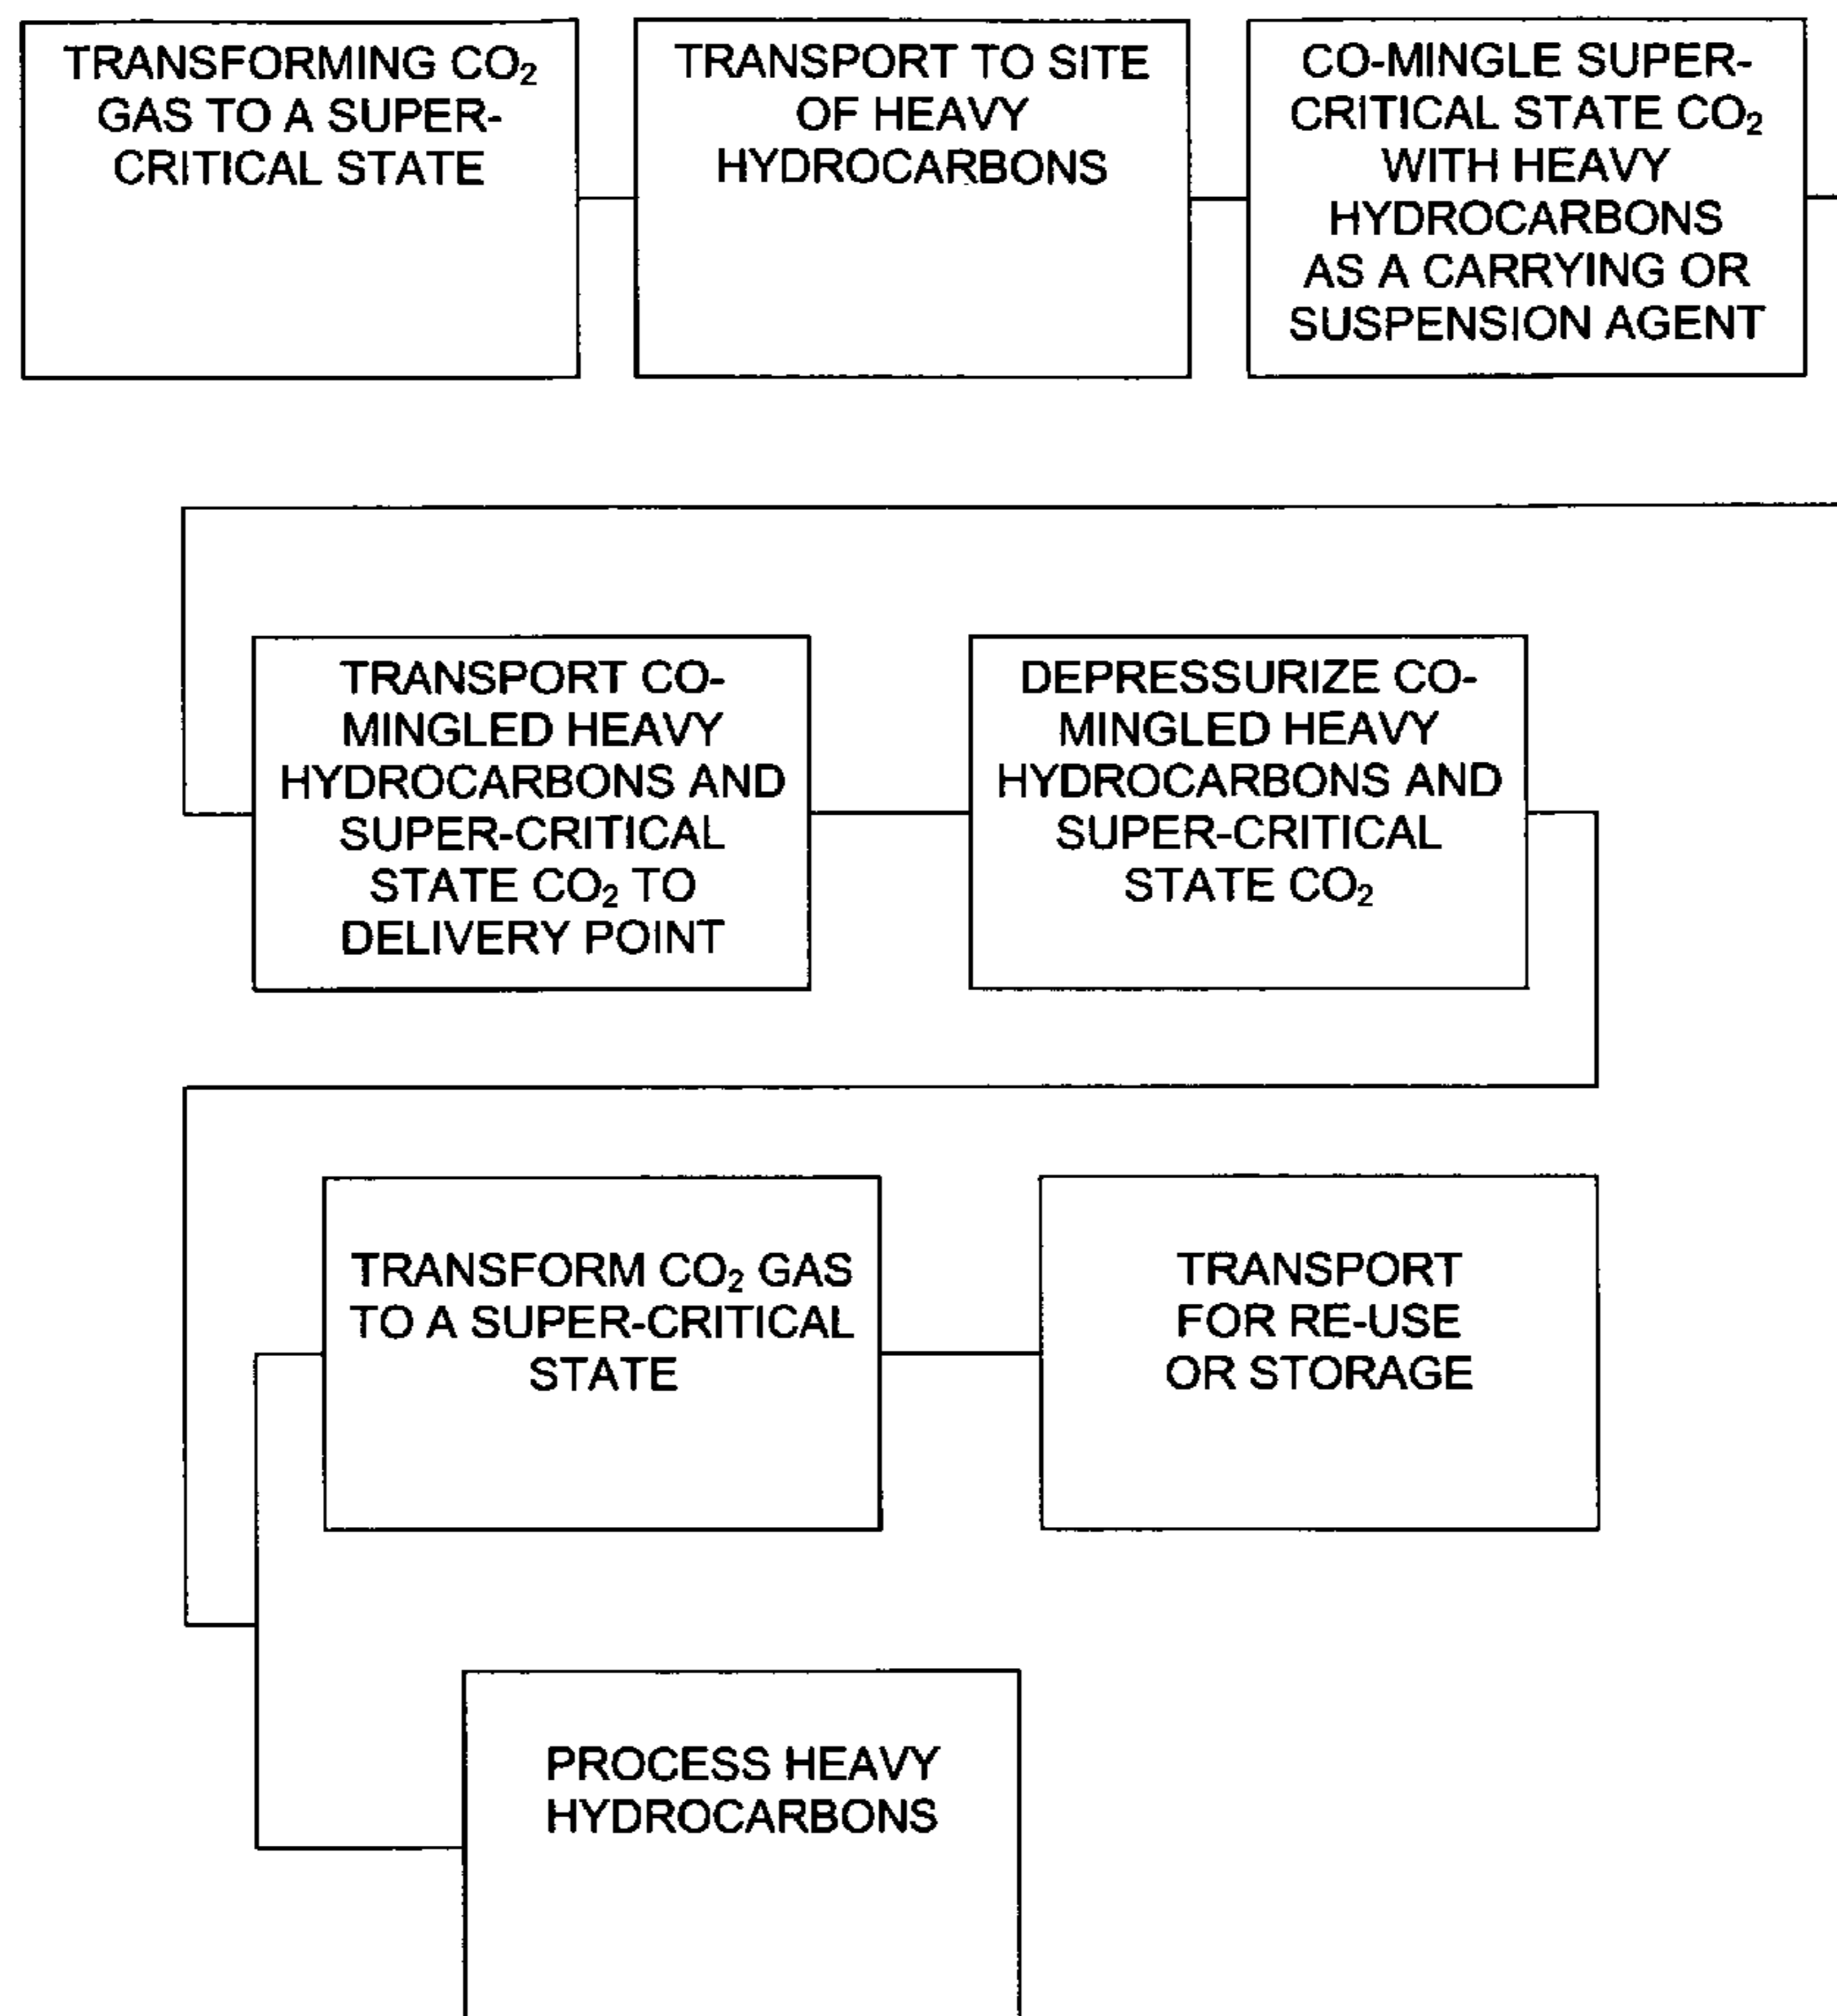 TRANSFORMING CO₂
GAS TO A SUPER-
CRITICAL STATE
TRANSPORT TO SITE
OF HEAVY
HYDROCARBONS
CO-MINGLE SUPER-
CRITICAL STATE CO₂
WITH HEAVY
HYDROCARBONS
AS A CARRYING OR
SUSPENSION AGENT
TRANSPORT CO-
MINGLED HEAVY
HYDROCARBONS AND
SUPER-CRITICAL
STATE CO₂ TO
DELIVERY POINT
DEPRESSURIZE CO-
MINGLED HEAVY
HYDROCARBONS AND
SUPER-CRITICAL
STATE CO₂
TRANSFORM CO₂ GAS
TO A SUPER-CRITICAL
STATE
TRANSPORT
FOR RE-USE
OR STORAGE
PROCESS HEAVY
HYDROCARBONS